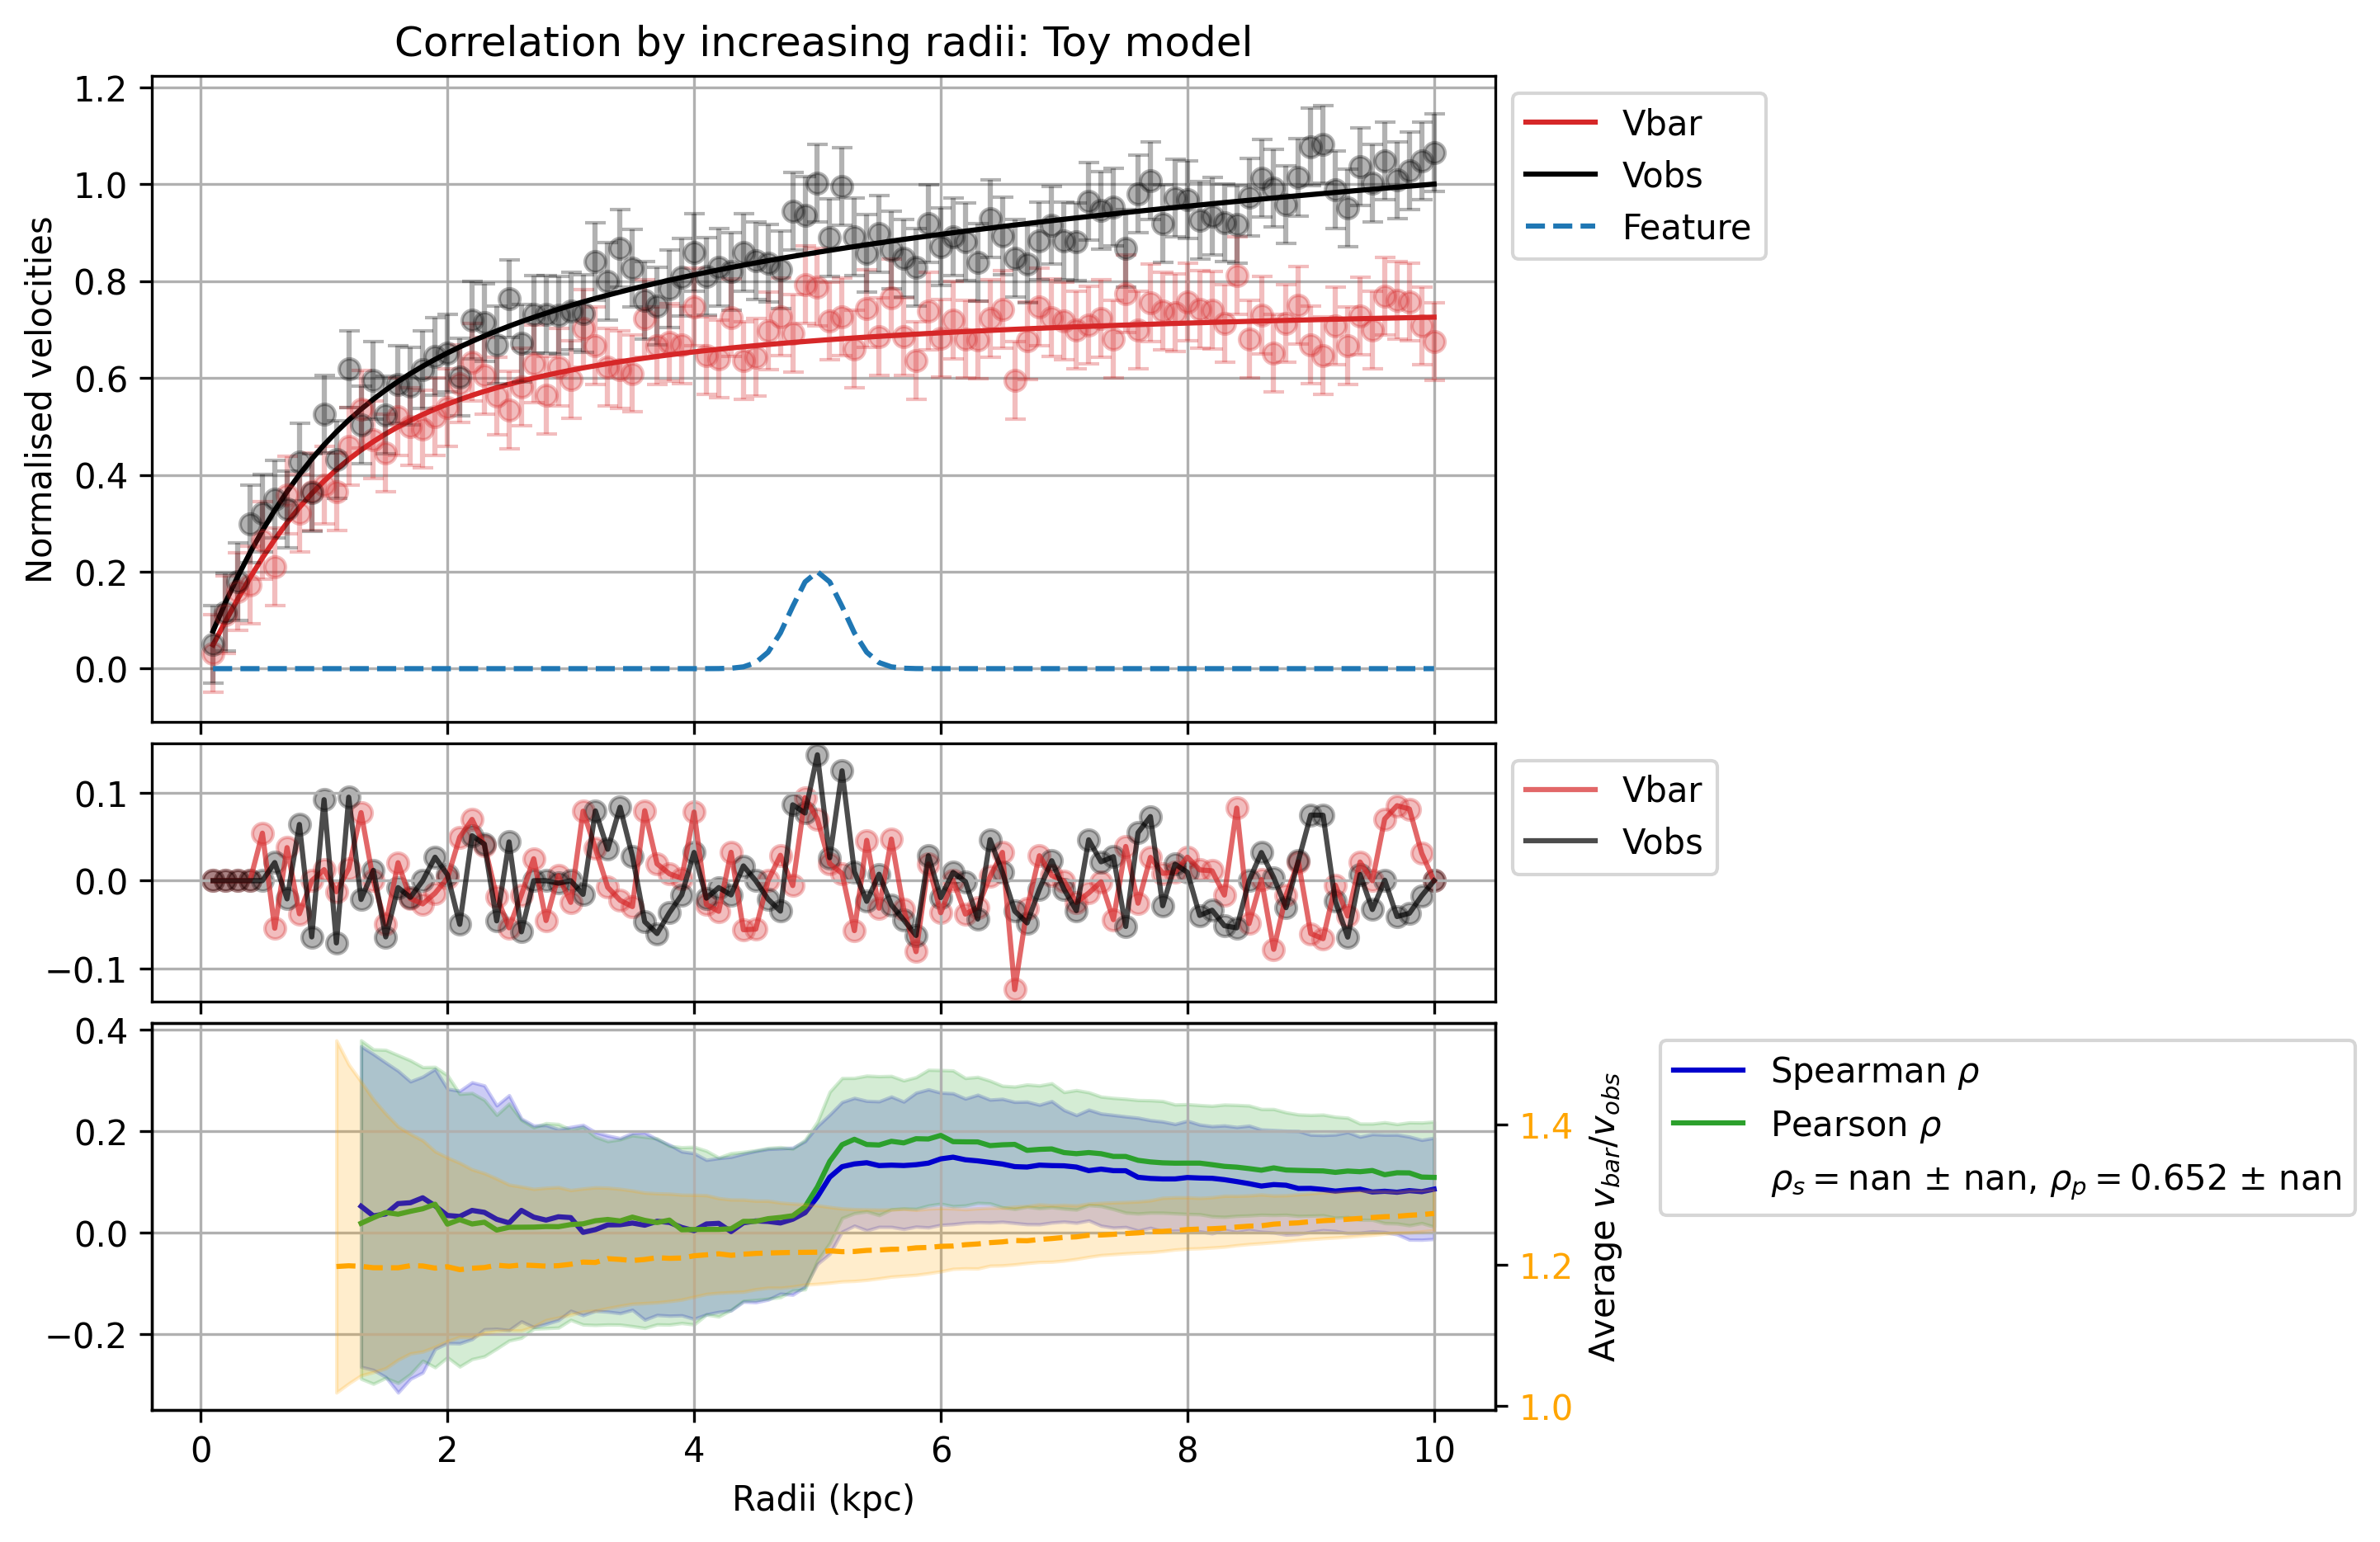 Correlation by increasing radii: Toy model
Normalised velocities
1.2
1.0
0.8
0.6
0.4
0.2
0.0
Vbar
Vobs
Feature
0.1
0.0
−0.1
Vbar
Vobs
0.4
0.2
0.0
−0.2
1.4
1.2
1.0
Average v_bar/v_obs
Spearman ρ
Pearson ρ
ρ_s = nan ± nan, ρ_p = 0.652 ± nan
0 2 4 6 8 10
Radii (kpc)